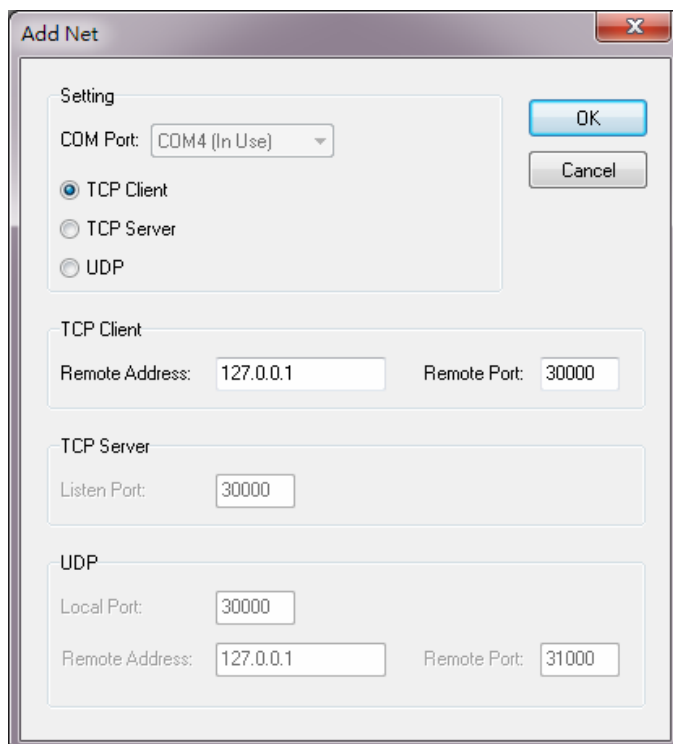 Add Net
Setting
OK
COM Port: COM4 (In Use)
Cancel
TCP Client
TCP Server
UDP
TCP Client
Remote Address: 127.0.0.1 Remote Port: 30000
TCP Server
Listen Port: 30000
UDP
Local Port: 30000
Remote Address: 127.0.0.1 Remote Port: 31000